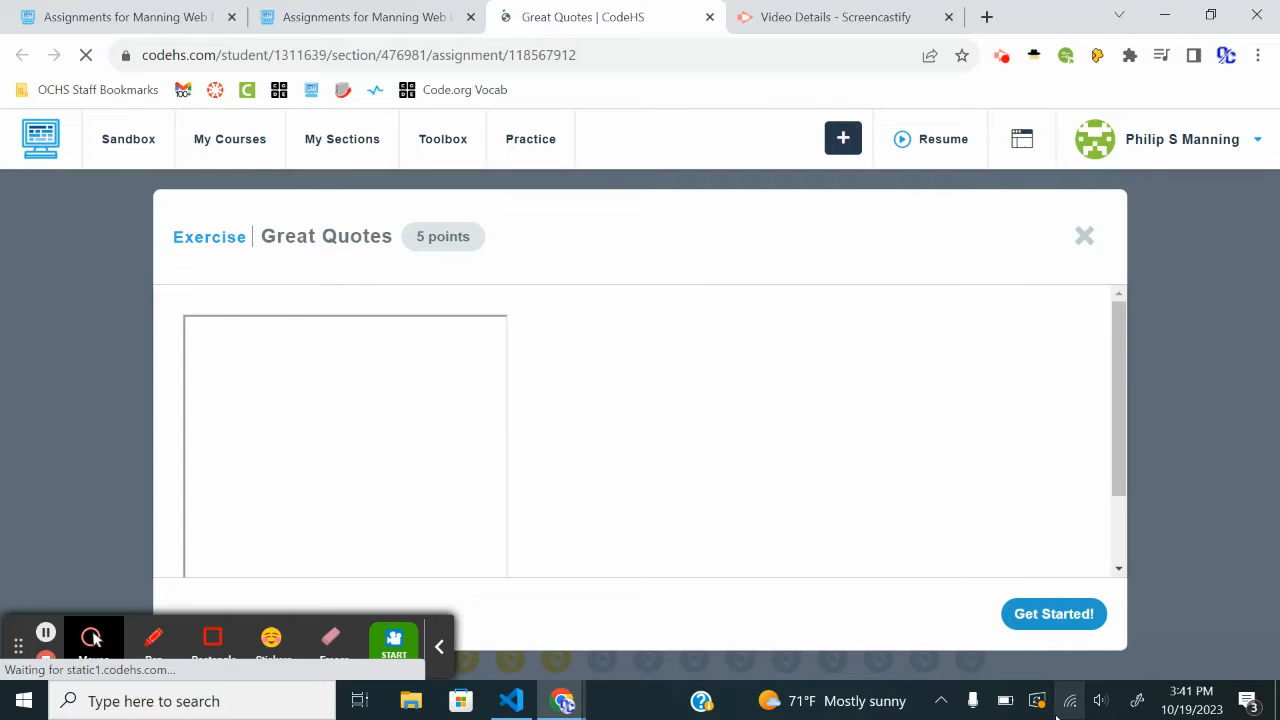 Assignments for Manning Web
Assignments for Manning Web
Great Quotes | CodeHS
Video Details - Screencastify
codehs.com/student/1311639/section/476981/assignment/118567912
OCHS Staff Bookmarks
Code.org Vocab
Sandbox
My Courses
My Sections
Toolbox
Practice
+
Resume
Philip S Manning
Exercise
Great Quotes
5 points
Get Started!
START
Waiting for static1.codehs.com...
Type here to search
71°F Mostly sunny
3:41 PM
10/19/2023
3